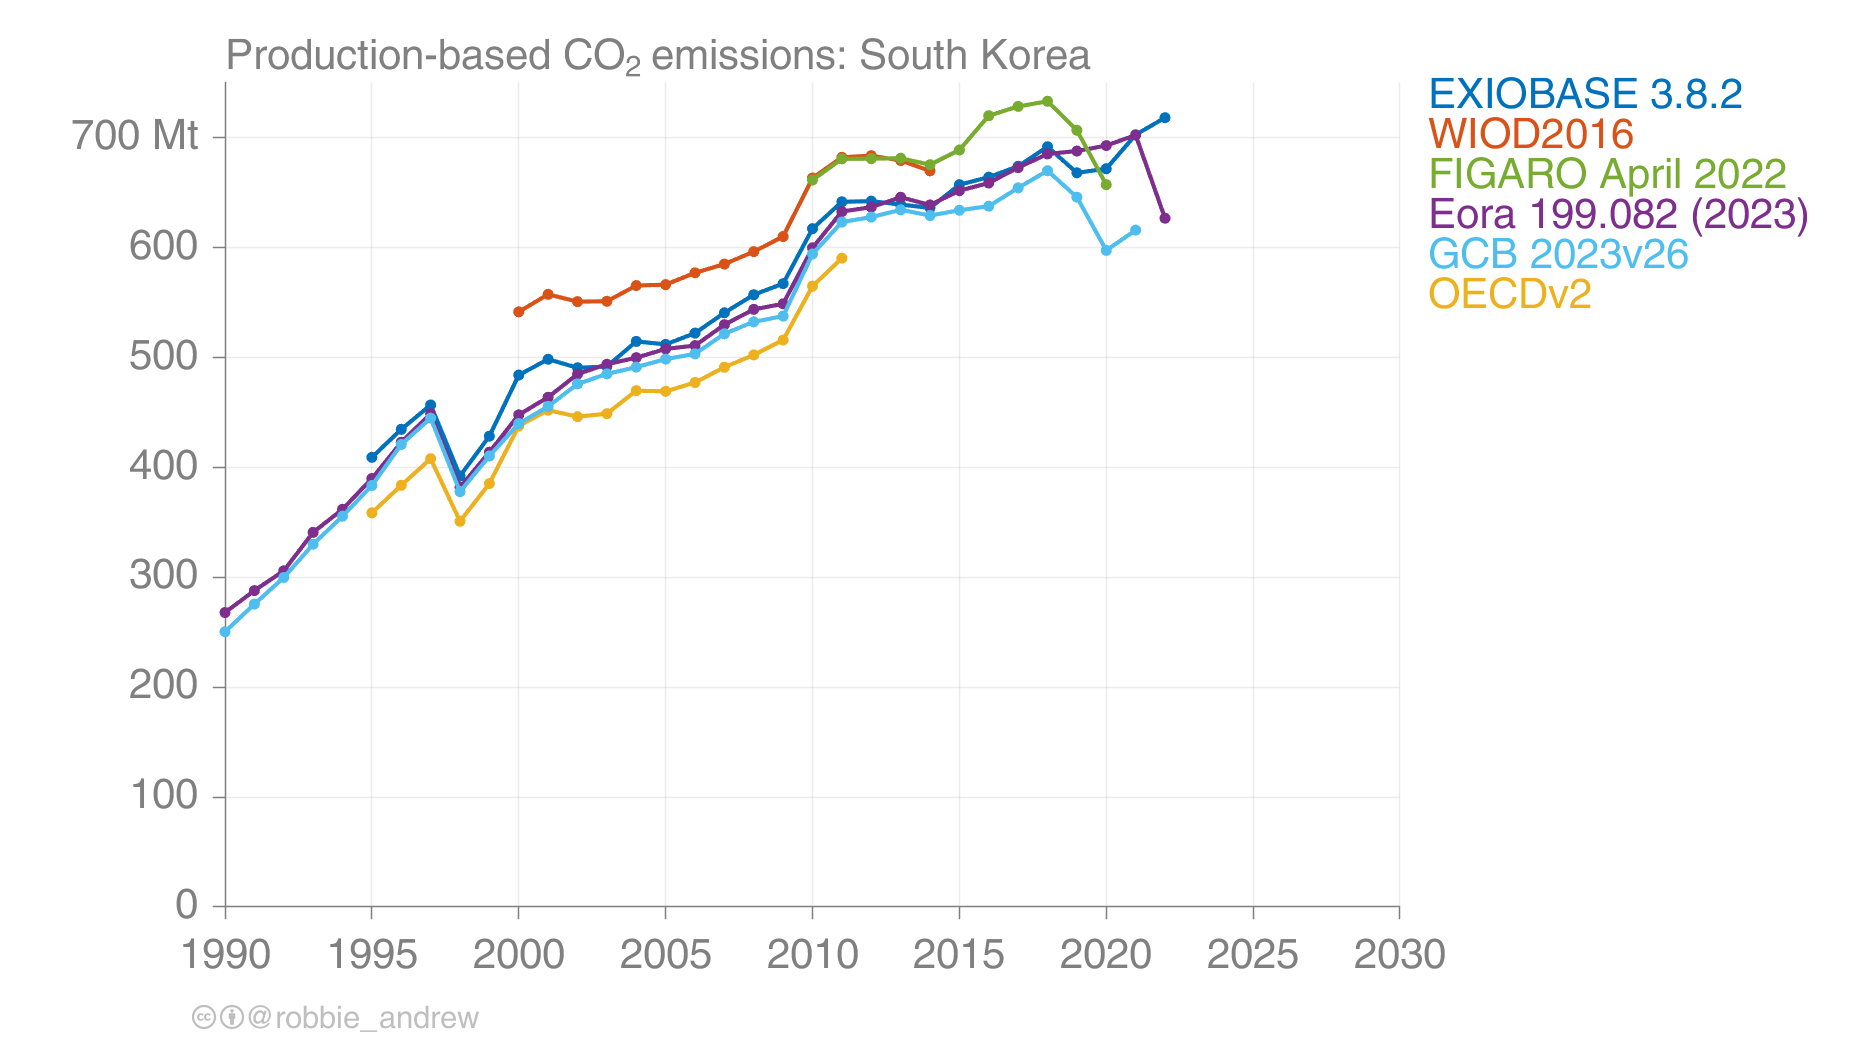 Production-based CO₂ emissions: South Korea
EXIOBASE 3.8.2
WIOD2016
FIGARO April 2022
Eora 199.082 (2023)
GCB 2023v26
OECDv2
700 Mt
600
500
400
300
200
100
0
1990 1995 2000 2005 2010 2015 2020 2025 2030
cc @robbie_andrew